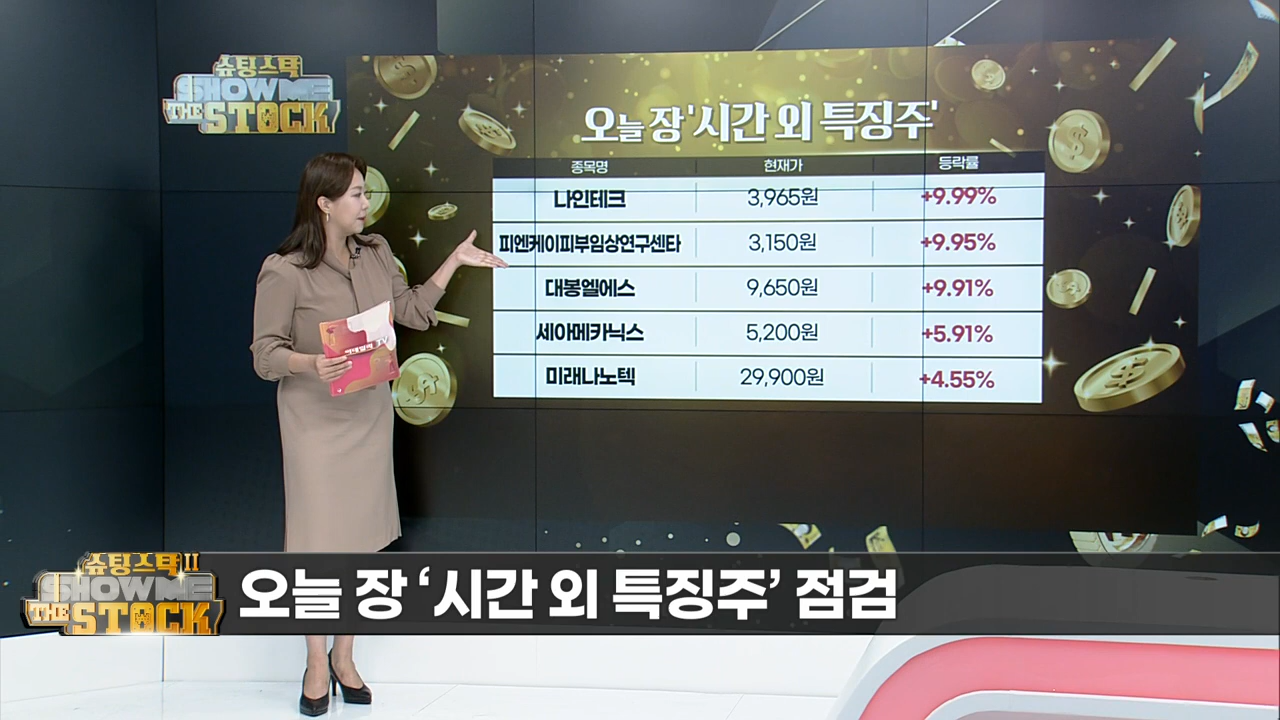 슈팅스탁
SHOW ME
THE STOCK
오늘 장 '시간 외 특징주'
종목명 현재가 등락률
나인테크 3,965원 +9.99%
피엔케이피부임상연구센타 3,150원 +9.95%
대봉엘에스 9,650원 +9.91%
세아메카닉스 5,200원 +5.91%
미래나노텍 29,900원 +4.55%
슈팅스탁II
SHOW ME
THE STOCK
오늘 장 ‘시간 외 특징주’ 점검